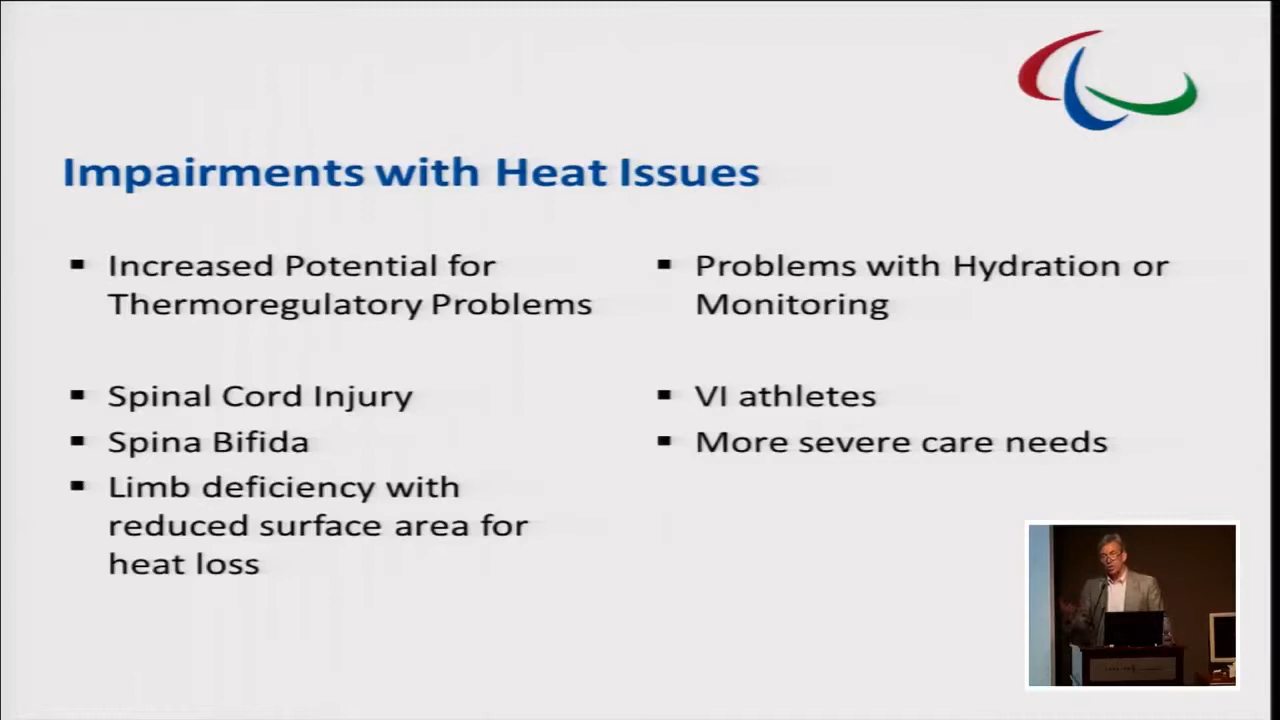 Impairments with Heat Issues
Increased Potential for
Thermoregulatory Problems
Spinal Cord Injury
Spina Bifida
Limb deficiency with
reduced surface area for
heat loss
Problems with Hydration or
Monitoring
VI athletes
More severe care needs